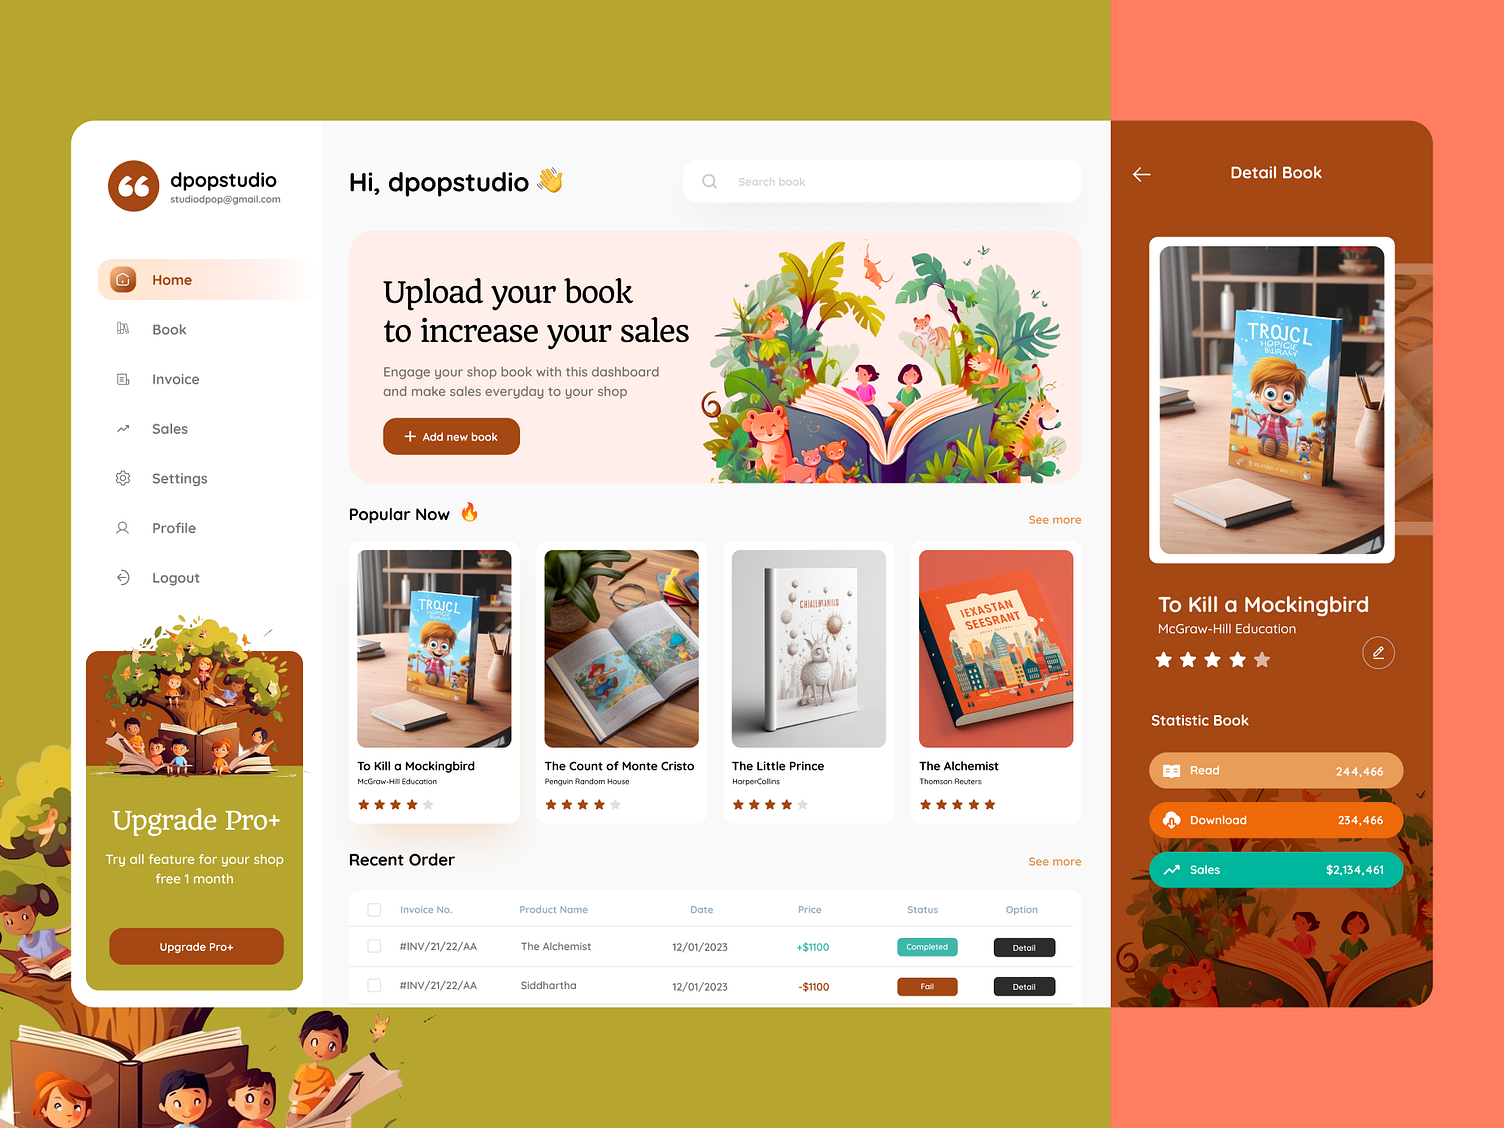 dpopstudio
studiodpop@gmail.com
Home
Book
Invoice
Sales
Settings
Profile
Logout
Upgrade Pro+
Try all feature for your shop
free 1 month
Upgrade Pro+
Hi, dpopstudio 👋
Search book
Upload your book
to increase your sales
Engage your shop book with this dashboard
and make sales everyday to your shop
+ Add new book
Popular Now 🔥
See more
TROJCL
HOPIGIE
BURAAY
To Kill a Mockingbird
McGraw-Hill Education
The Count of Monte Cristo
Penguin Random House
The Little Prince
HarperCollins
IEXASTAN
SEESRANT
The Alchemist
Thomson Reuters
Recent Order
See more
Invoice No. Product Name Date Price Status Option
#INV/21/22/AA The Alchemist 12/01/2023 +$1100 Completed Detail
#INV/21/22/AA Siddhartha 12/01/2023 -$1100 Fail Detail
Detail Book
TROJCL
HOPIGIE
BURAAY
To Kill a Mockingbird
McGraw-Hill Education
Statistic Book
Read 244,466
Download 234,466
Sales $2,134,461